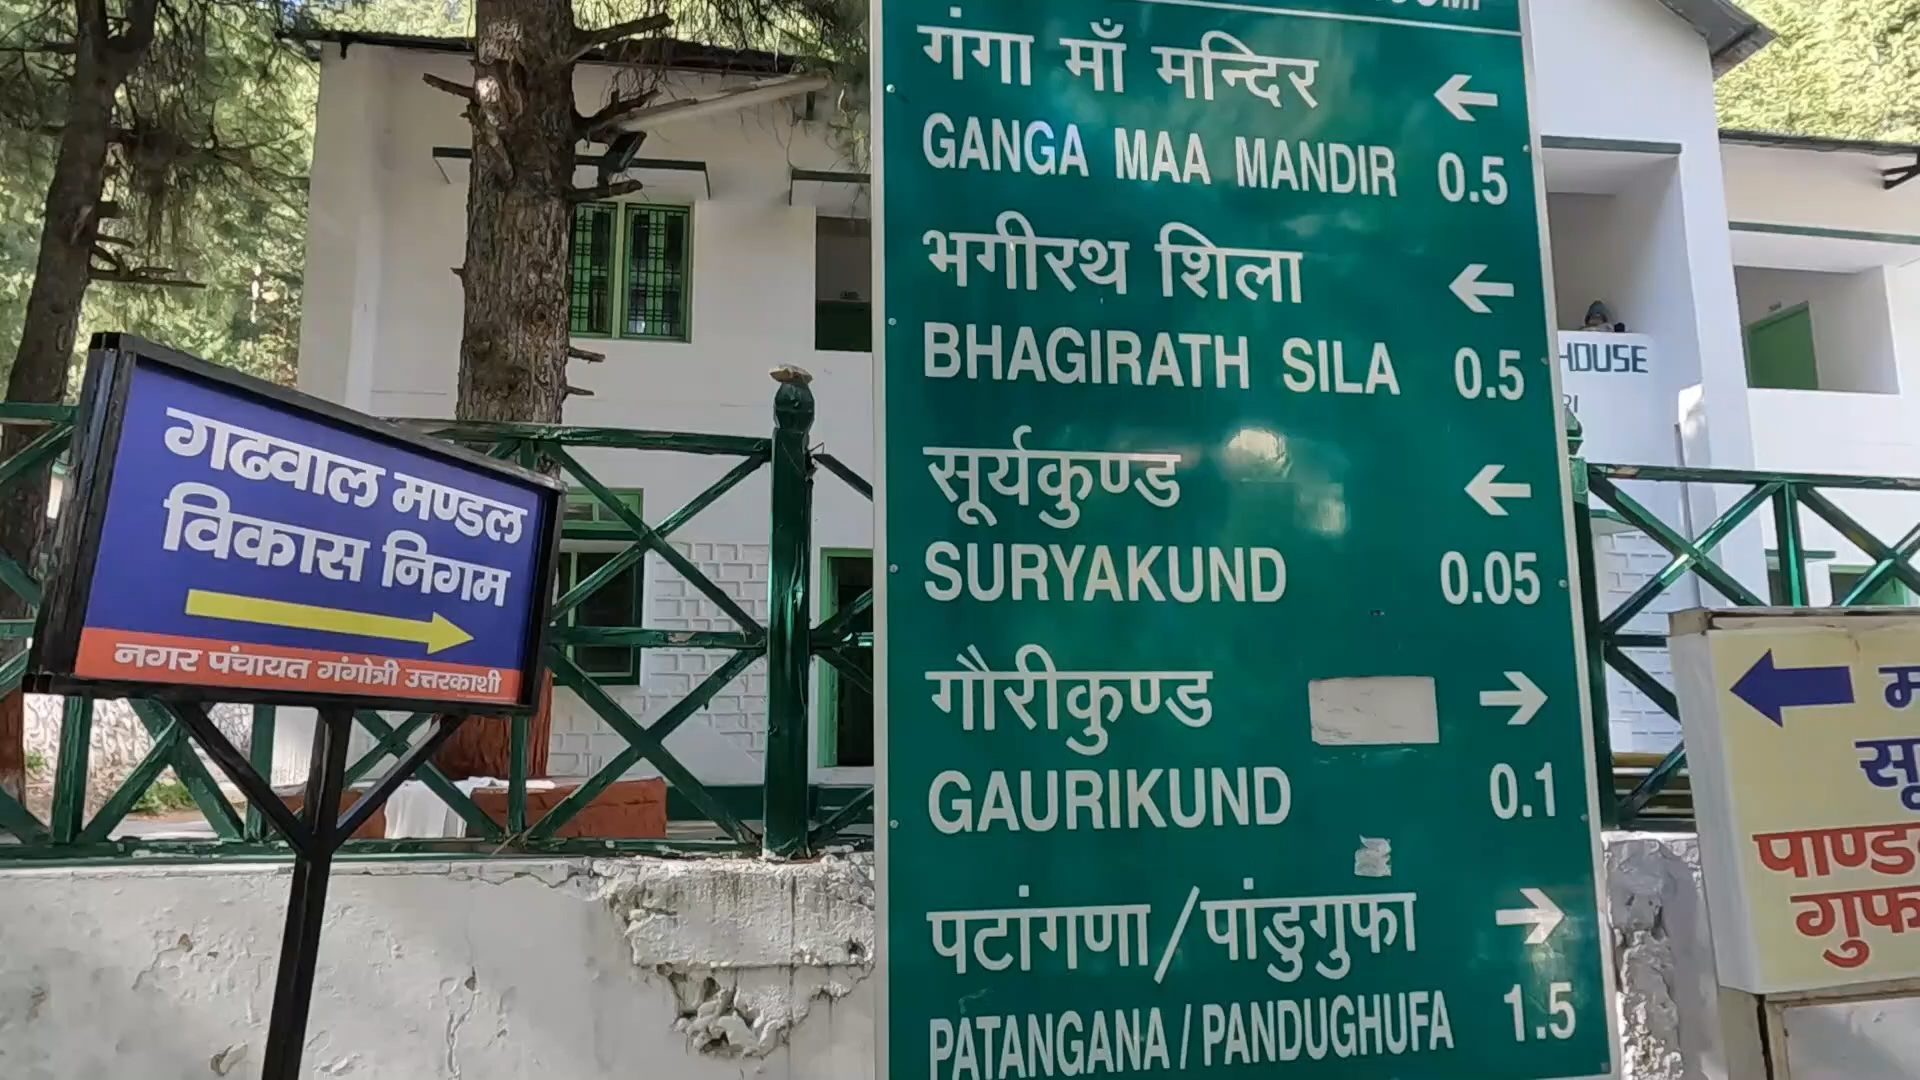 गढवाल मण्डल
विकास निगम
नगर पंचायत गंगोत्री उत्तरकाशी
गंगा माँ मन्दिर ←
GANGA MAA MANDIR 0.5
भगीरथ शिला ←
BHAGIRATH SILA 0.5
सूर्यकुण्ड ←
SURYAKUND 0.05
गौरीकुण्ड →
GAURIKUND 0.1
पटांगणा/पांडुगुफा →
PATANGANA/PANDUGHUFA 1.5
HOUSE